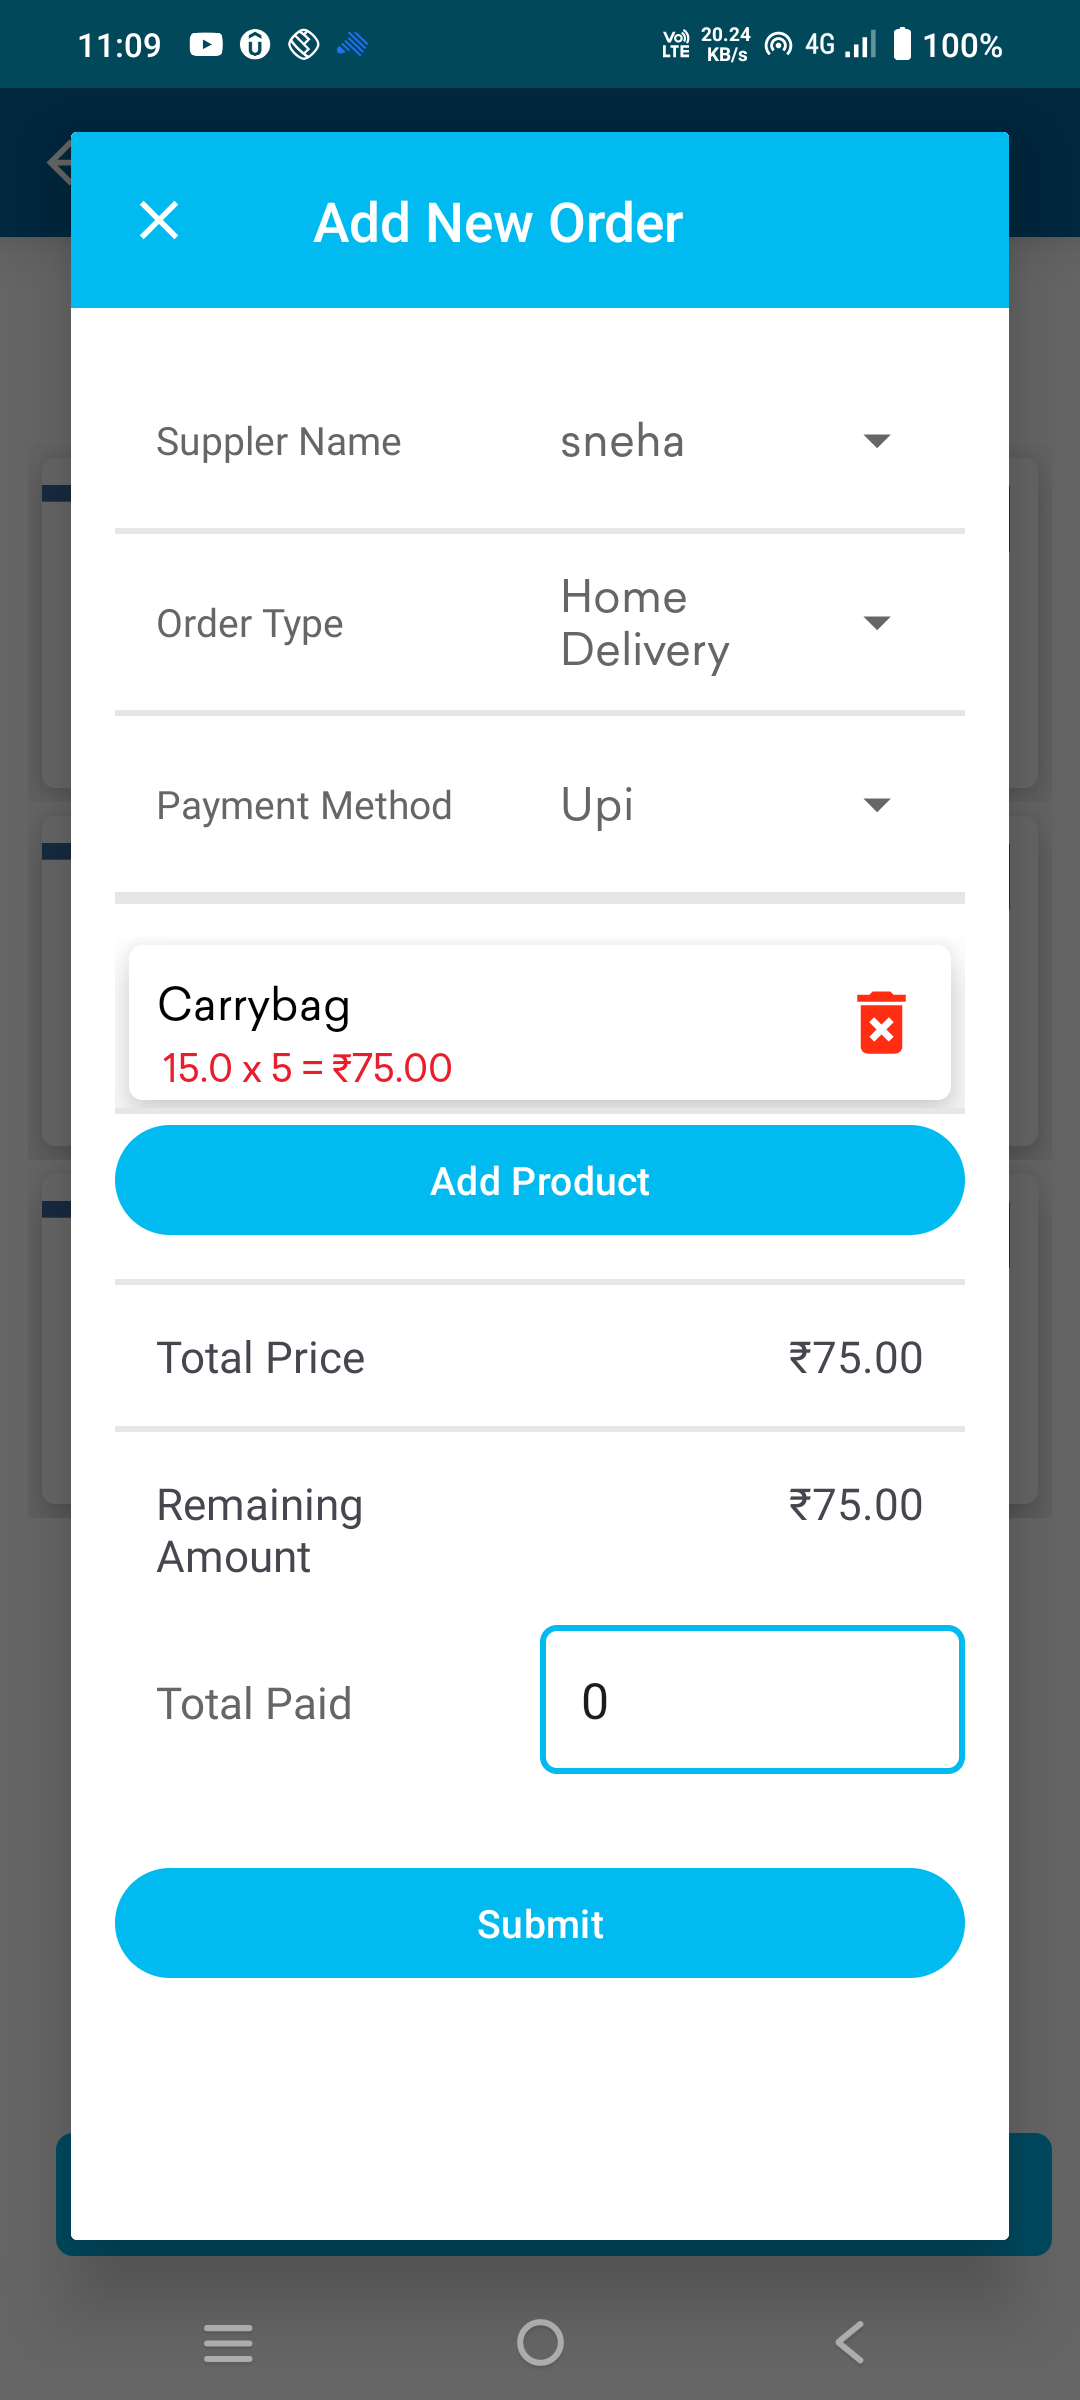 11:09
Vo)) LTE 20.24 KB/s 4G 100%
Add New Order
Suppler Name sneha
Order Type Home Delivery
Payment Method Upi
Carrybag
15.0 x 5 = ₹75.00
Add Product
Total Price ₹75.00
Remaining Amount ₹75.00
Total Paid 0
Submit